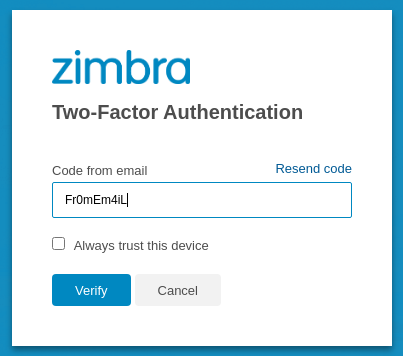 zimbra
Two-Factor Authentication
Code from email
Resend code
Fr0mEm4iL
Always trust this device
Verify
Cancel